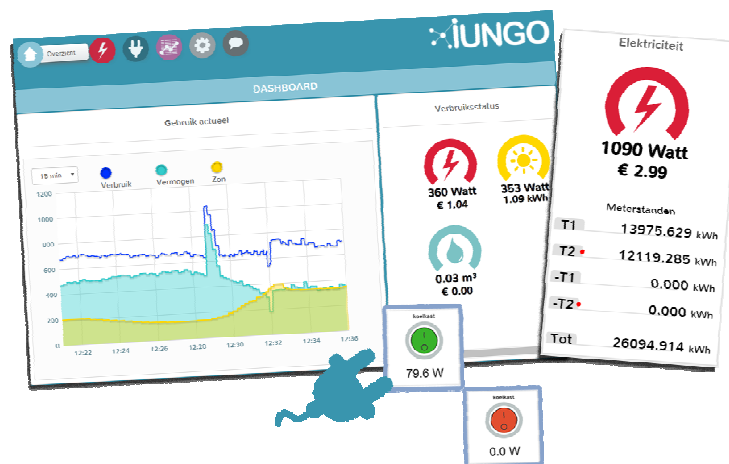 Overzicht
iUNGO
DASHBOARD
Gebruik actueel
15 min
Verbruik
Vermogen
Zon
1200
1000
800
600
400
200
0
12:22
12:24
12:26
12:30
12:32
12:34
12:38
Verbruiksstatus
360 Watt
€ 1.04
353 Watt
1.09 kWh
0.03 m³
€ 0.00
koelkast
79.6 W
koelkast
0.0 W
Elektriciteit
1090 Watt
€ 2.99
Meterstanden
T1 13975.629 kWh
T2 12119.285 kWh
-T1 0.000 kWh
-T2 0.000 kWh
Tot 26094.914 kWh